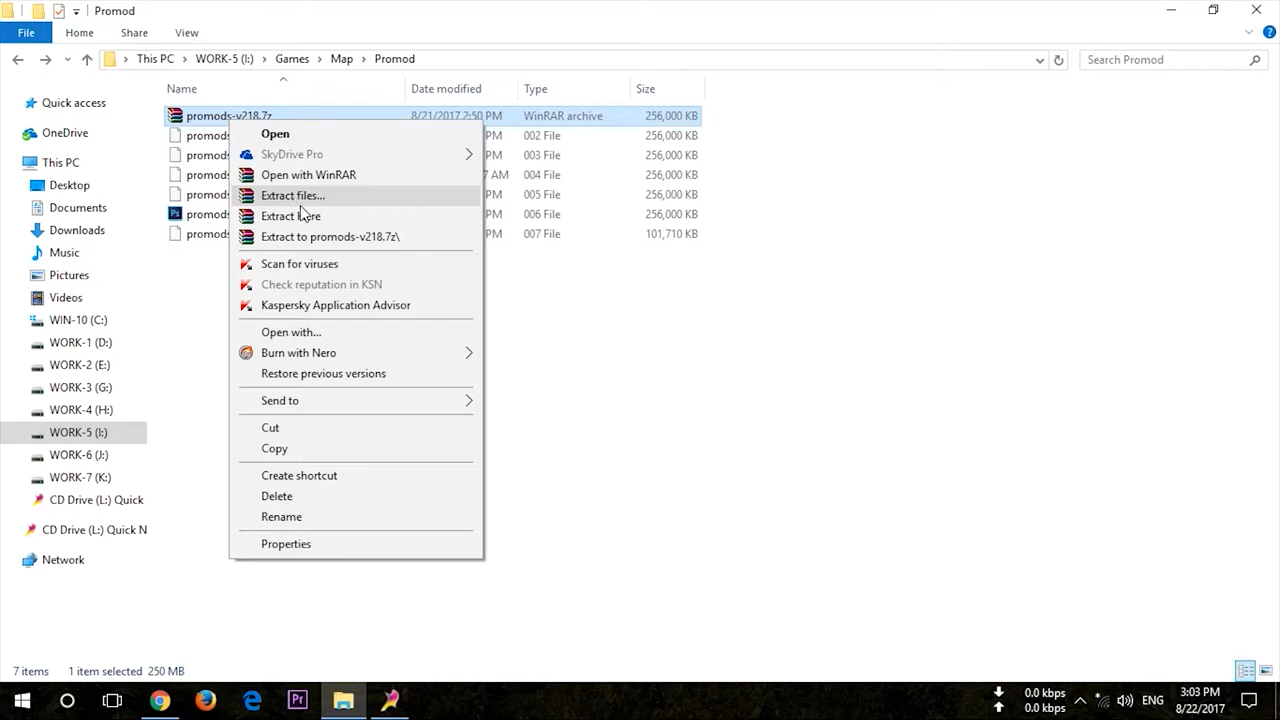 Promod
File Home Share View
This PC WORK-5 (I:) Games Map Promod
Search Promod
Name Date modified Type Size
promods-v218.7z 8/21/2017 2:50 PM WinRAR archive 256,000 KB
PM 002 File 256,000 KB
PM 003 File 256,000 KB
AM 004 File 256,000 KB
PM 005 File 256,000 KB
PM 006 File 256,000 KB
PM 007 File 101,710 KB
Quick access
OneDrive
This PC
Desktop
Documents
Downloads
Music
Pictures
Videos
WIN-10 (C:)
WORK-1 (D:)
WORK-2 (E:)
WORK-3 (G:)
WORK-4 (H:)
WORK-5 (I:)
WORK-6 (J:)
WORK-7 (K:)
CD Drive (L:) Quick
CD Drive (L:) Quick N
Network
Open
SkyDrive Pro
Open with WinRAR
Extract files...
Extract here
Extract to promods-v218.7z\
Scan for viruses
Check reputation in KSN
Kaspersky Application Advisor
Open with...
Burn with Nero
Restore previous versions
Send to
Cut
Copy
Create shortcut
Delete
Rename
Properties
7 items 1 item selected 250 MB
Pr
0.0 kbps
0.0 kbps
ENG
3:03 PM
8/22/2017